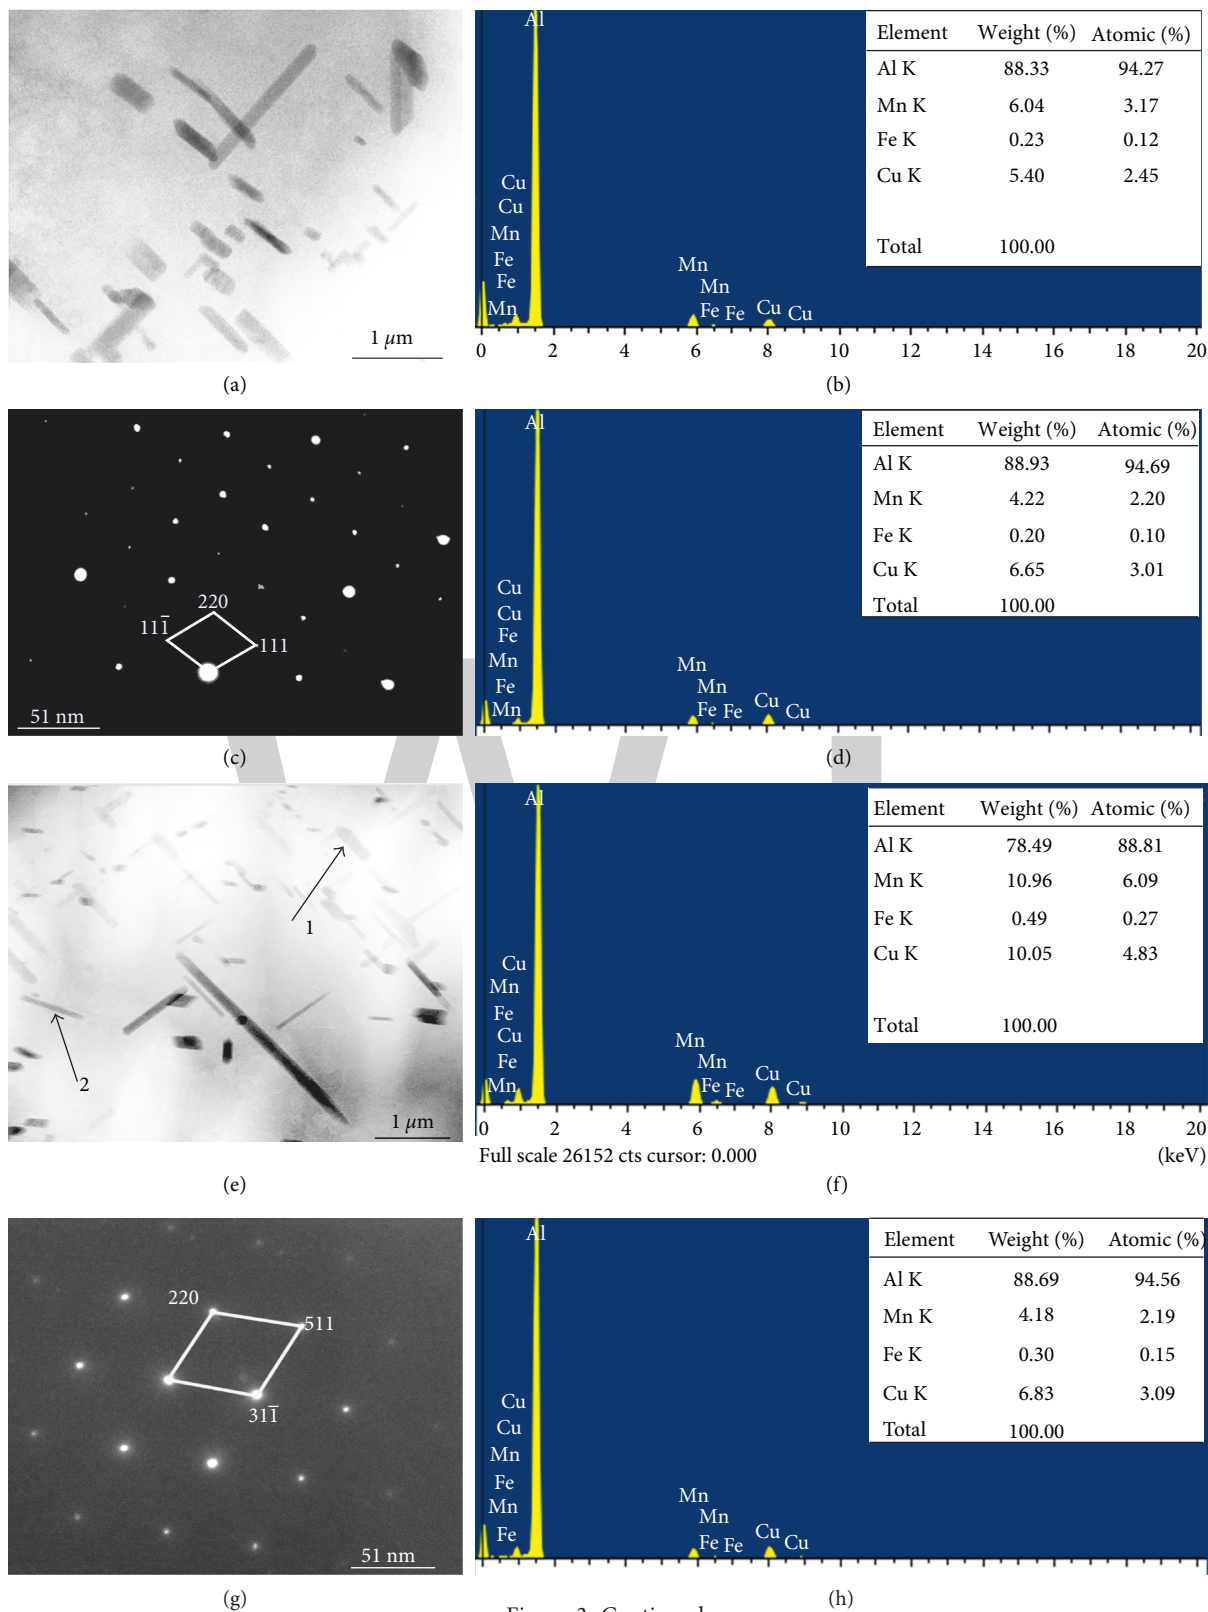 Al
Cu
Cu
Mn
Fe
Fe
Mn
Mn
Mn
Fe Fe Cu Cu
Element Weight (%) Atomic (%)
Al K 88.33 94.27
Mn K 6.04 3.17
Fe K 0.23 0.12
Cu K 5.40 2.45
Total 100.00
1 µm
0 2 4 6 8 10 12 14 16 18 20
(a) (b)
220
111̅
111
51 nm
Al
Cu
Cu
Fe
Mn
Fe
Mn
Mn
Mn
Fe Fe Cu Cu
Element Weight (%) Atomic (%)
Al K 88.93 94.69
Mn K 4.22 2.20
Fe K 0.20 0.10
Cu K 6.65 3.01
Total 100.00
(c) (d)
1
2
1 µm
Al
Cu
Mn
Fe
Cu
Fe
Mn
Mn
Mn
Fe Fe Cu Cu
Element Weight (%) Atomic (%)
Al K 78.49 88.81
Mn K 10.96 6.09
Fe K 0.49 0.27
Cu K 10.05 4.83
Total 100.00
0 2 4 6 8 10 12 14 16 18 20
Full scale 26152 cts cursor: 0.000 (keV)
(e) (f)
220
511
311̅
51 nm
Al
Cu
Cu
Mn
Fe
Mn
Fe
Mn
Mn
Fe Fe Cu Cu
Element Weight (%) Atomic (%)
Al K 88.69 94.56
Mn K 4.18 2.19
Fe K 0.30 0.15
Cu K 6.83 3.09
Total 100.00
(g) (h)